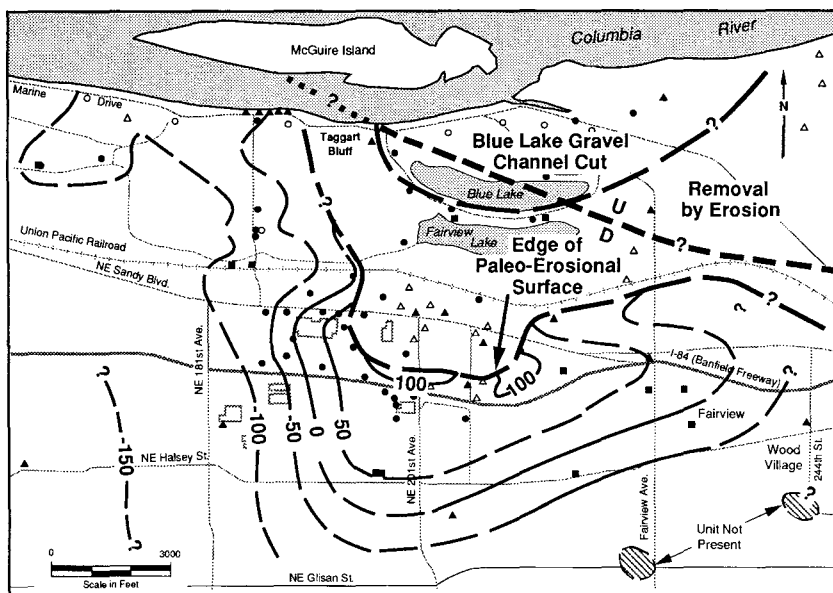 McGuire Island
Columbia
River
Marine
Drive
?
Taggart
Bluff
Blue Lake Gravel
Channel Cut
?
N
Blue Lake
Removal
by Erosion
U
D
?
?
Fairview
Lake
Union Pacific Railroad
NE Sandy Blvd.
Edge of
Paleo-Erosional
Surface
?
?
NE 181st Ave.
I-84 (Banfield Freeway)
100
100
?
?
-150
-100
-50
0
50
Fairview
NE Halsey St.
NE 201st Ave.
Fairview Ave.
Wood
Village
244th St.
?
?
Unit Not
Present
0
3000
Scale in Feet
NE Glisan St.